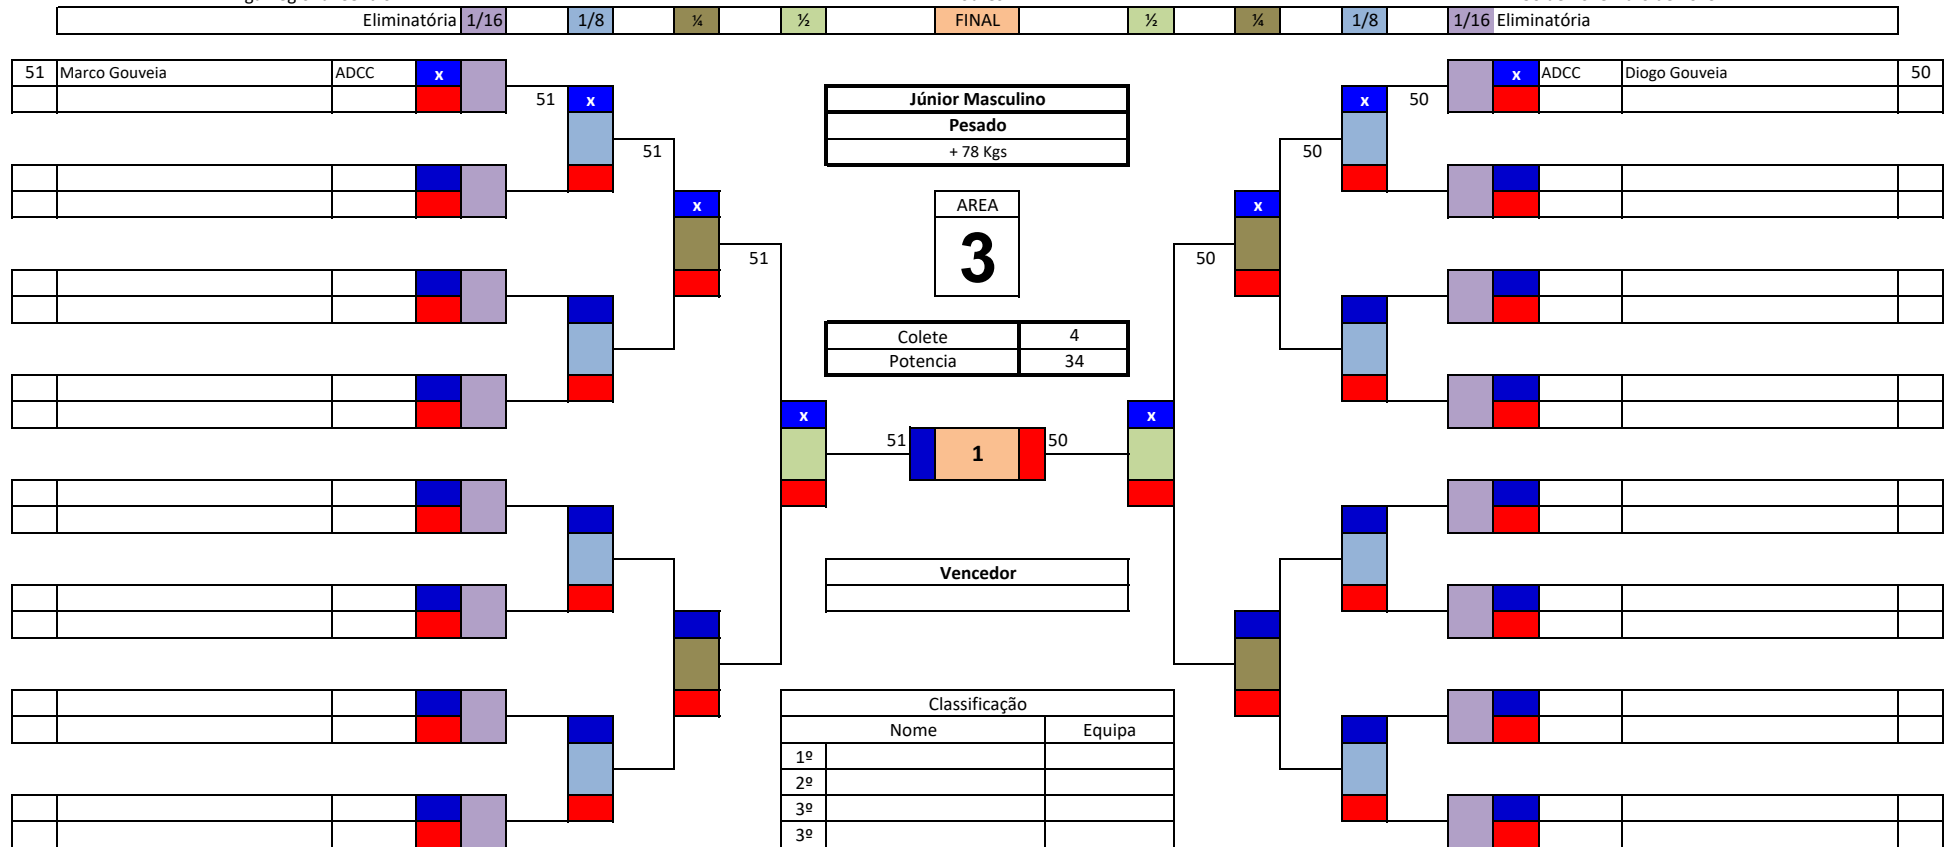 Eliminatória 1/16 1/8 ¼ ½ FINAL ½ ¼ 1/8 1/16 Eliminatória
51 Marco Gouveia ADCC x x ADCC Diogo Gouveia 50
51 x Júnior Masculino x 50
Pesado
51 + 78 Kgs 50
x AREA x
51 3 50
Colete 4
Potencia 34
x x
51 1 50
Vencedor
Classificação
Nome Equipa
1º
2º
3º
3º